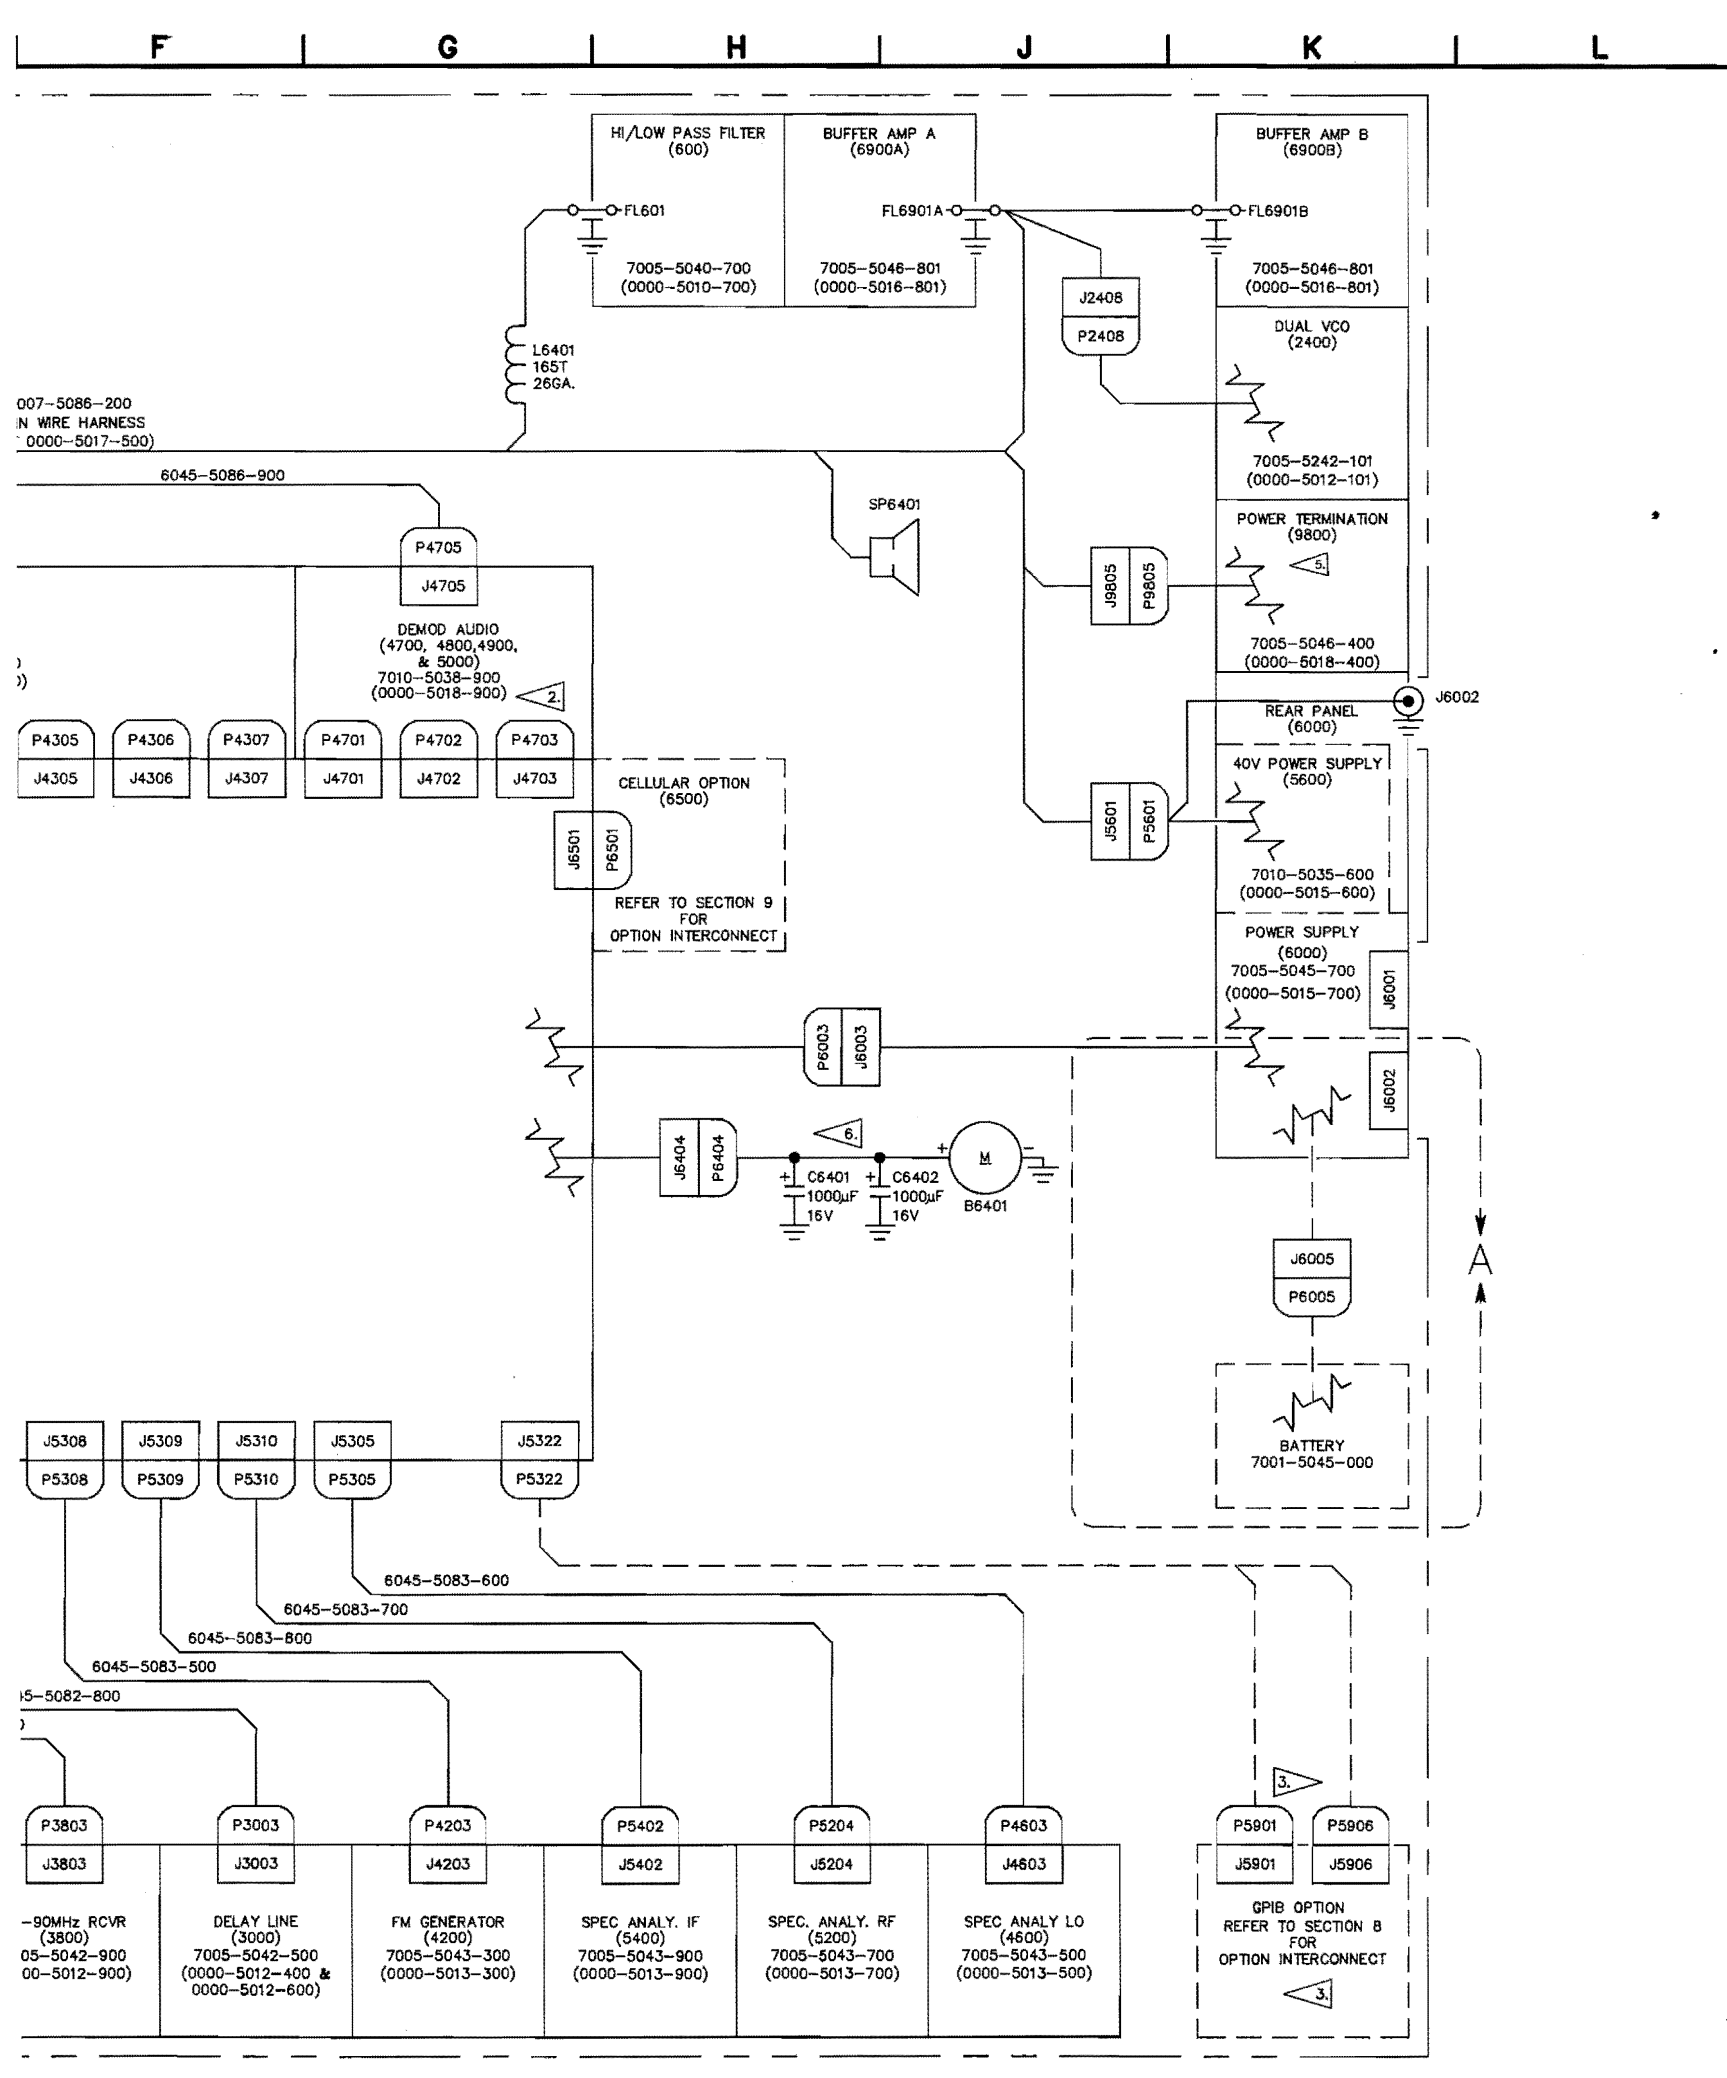 F G H J K L
HI/LOW PASS FILTER
(600)
FL601
7005-5040-700
(0000-5010-700)
BUFFER AMP A
(6900A)
FL6901A
7005-5046-801
(0000-5016-801)
BUFFER AMP B
(6900B)
FL6901B
7005-5046-801
(0000-5016-801)
J2408
P2408
DUAL VCO
(2400)
7005-5242-101
(0000-5012-101)
L6401
165T
26GA.
007-5086-200
IN WIRE HARNESS
0000-5017-500)
6045-5086-900
SP6401
POWER TERMINATION
(9800)
5.
7005-5046-400
(0000-5018-400)
J9805
P9805
P4705
J4705
DEMOD AUDIO
(4700, 4800,4900,
& 5000)
7010-5038-900
(0000-5018-900)
2.
)
))
J6002
REAR PANEL
(6000)
P4305 P4306 P4307 P4701 P4702 P4703
J4305 J4306 J4307 J4701 J4702 J4703
CELLULAR OPTION
(6500)
J6501
P6501
REFER TO SECTION 9
FOR
OPTION INTERCONNECT
40V POWER SUPPLY
(5600)
J5601
P5601
7010-5035-600
(0000-5015-600)
POWER SUPPLY
(6000)
7005-5045-700
(0000-5015-700)
J6001
P6003
J6003
J6002
J6404
P6404
6.
+ C6401
1000µF
16V
+ C6402
1000µF
16V
+ M -
B6401
J6005
P6005
A
BATTERY
7001-5045-000
J5308 J5309 J5310 J5305 J5322
P5308 P5309 P5310 P5305 P5322
6045-5083-600
6045-5083-700
6045-5083-800
6045-5083-500
45-5082-800
)
3.
P3803 P3003 P4203 P5402 P5204 P4603 P5901 P5906
J3803 J3003 J4203 J5402 J5204 J4603 J5901 J5906
-90MHz RCVR
(3800)
05-5042-900
00-5012-900)
DELAY LINE
(3000)
7005-5042-500
(0000-5012-400 &
0000-5012-600)
FM GENERATOR
(4200)
7005-5043-300
(0000-5013-300)
SPEC ANALY. IF
(5400)
7005-5043-900
(0000-5013-900)
SPEC. ANALY. RF
(5200)
7005-5043-700
(0000-5013-700)
SPEC ANALY LO
(4600)
7005-5043-500
(0000-5013-500)
GPIB OPTION
REFER TO SECTION 8
FOR
OPTION INTERCONNECT
3.